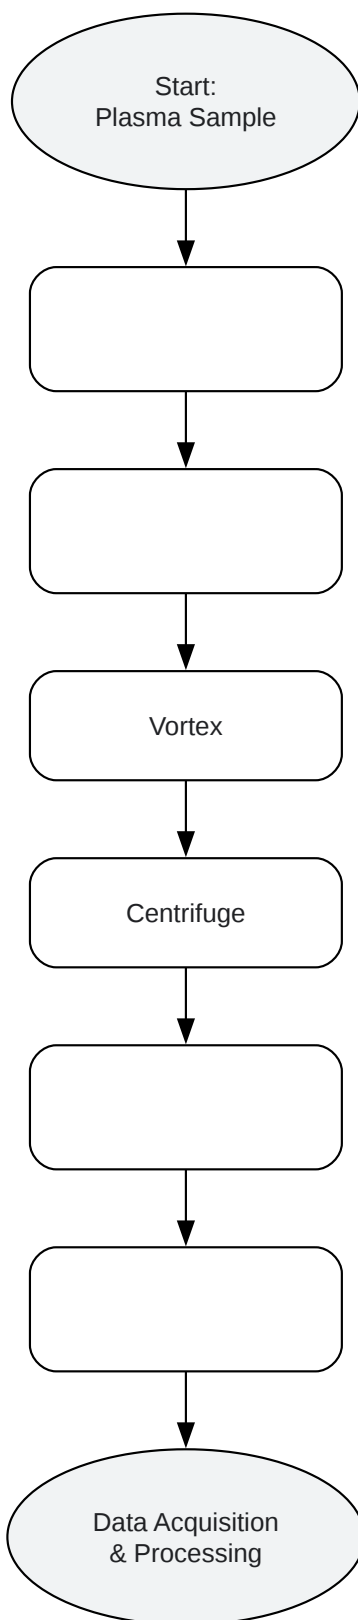 Start:
Plasma Sample
Vortex
Centrifuge
Data Acquisition
& Processing